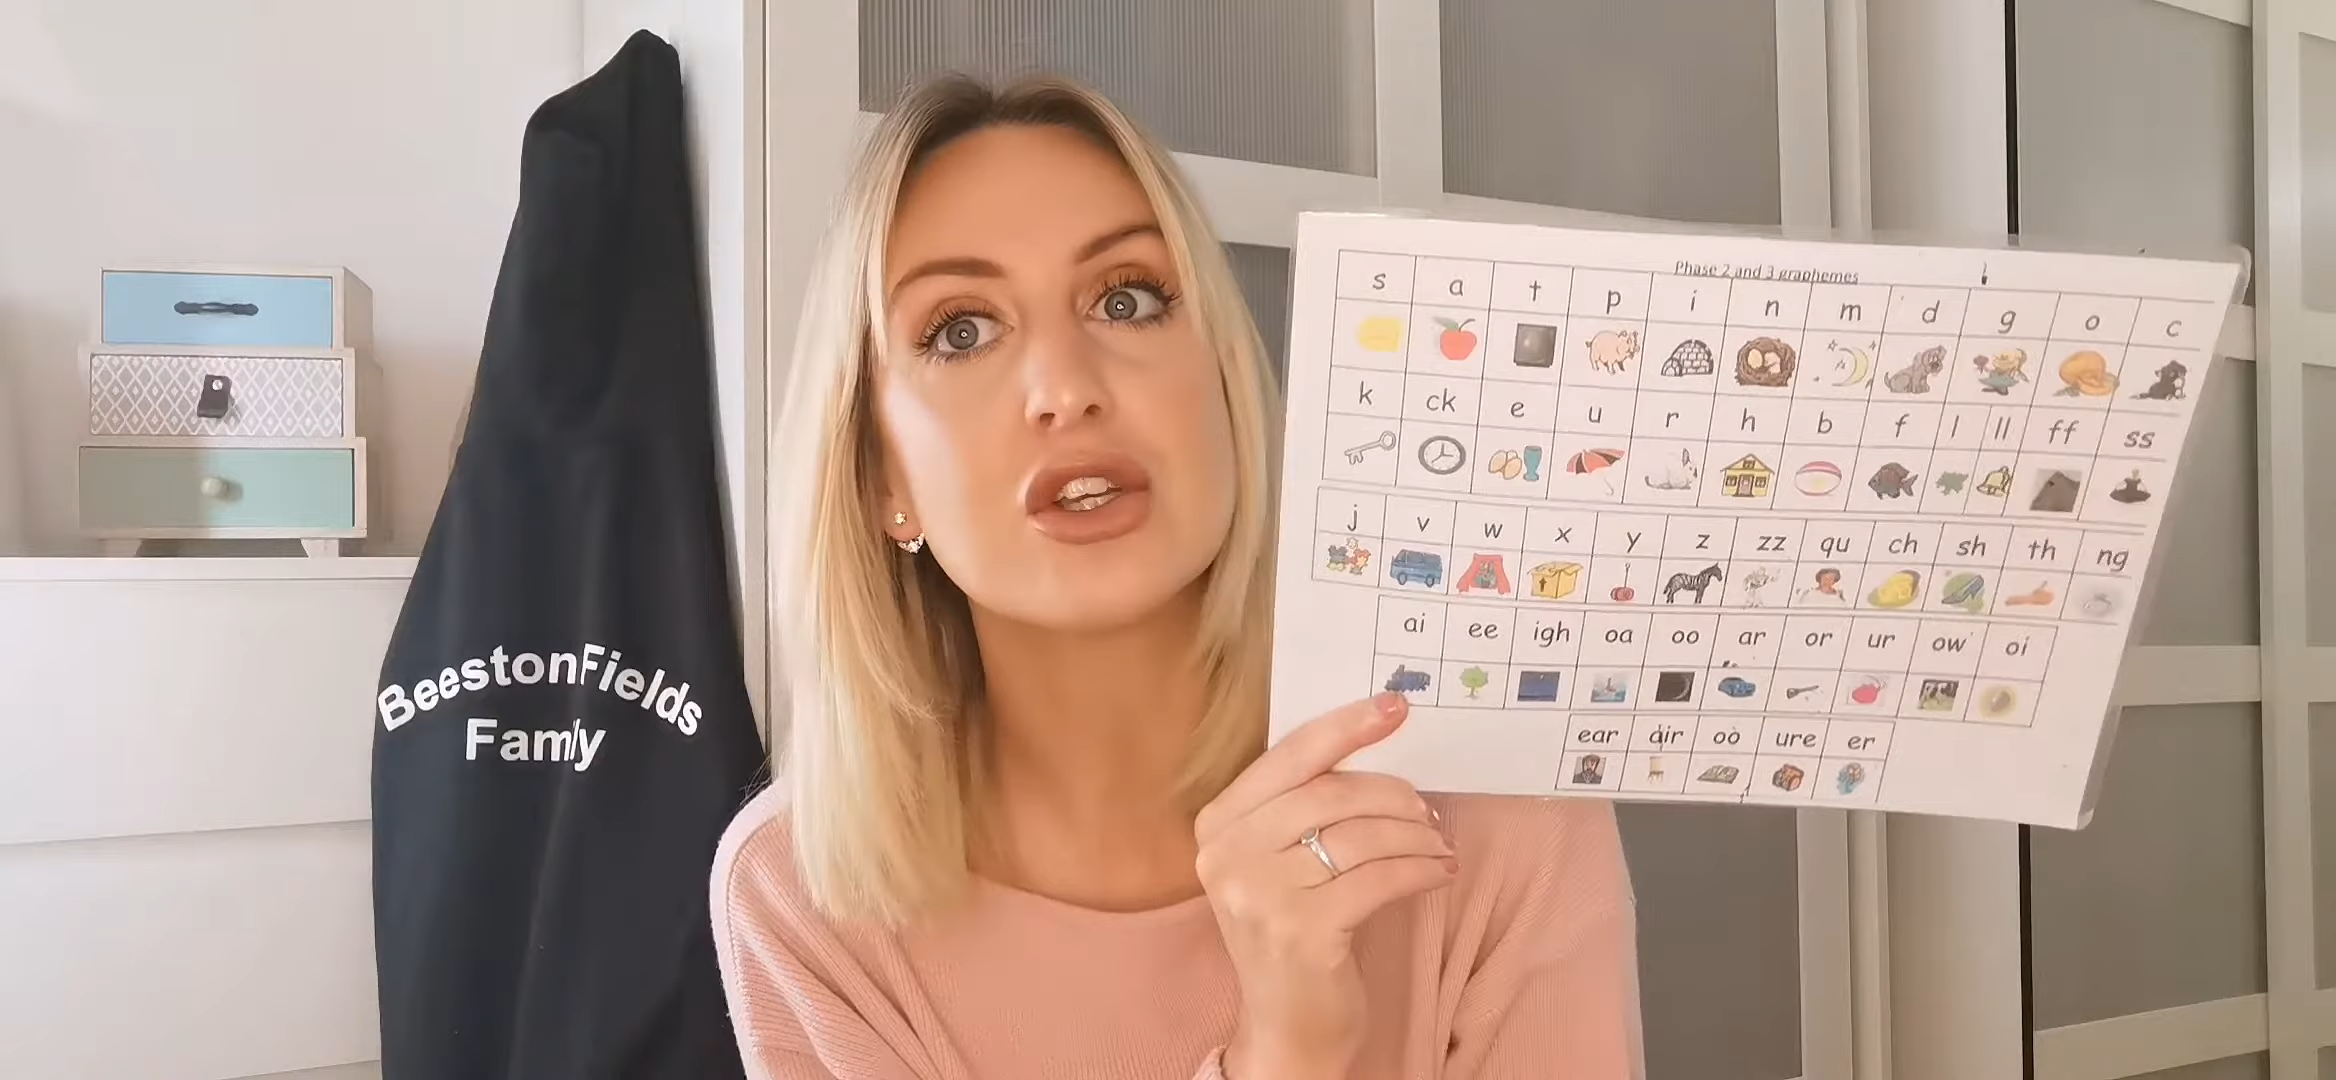 BeestonFields
Family
Phase 2 and 3 graphemes
s a t p i n m d g o c
k ck e u r h b f l ll ff ss
j v w x y z zz qu ch sh th ng
ai ee igh oa oo ar or ur ow oi
ear air oo ure er